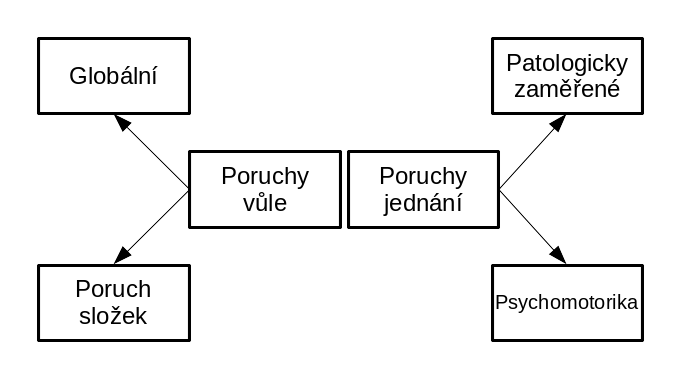 Globální
Patologicky
zaměřené
Poruchy
vůle
Poruchy
jednání
Poruch
složek
Psychomotorika